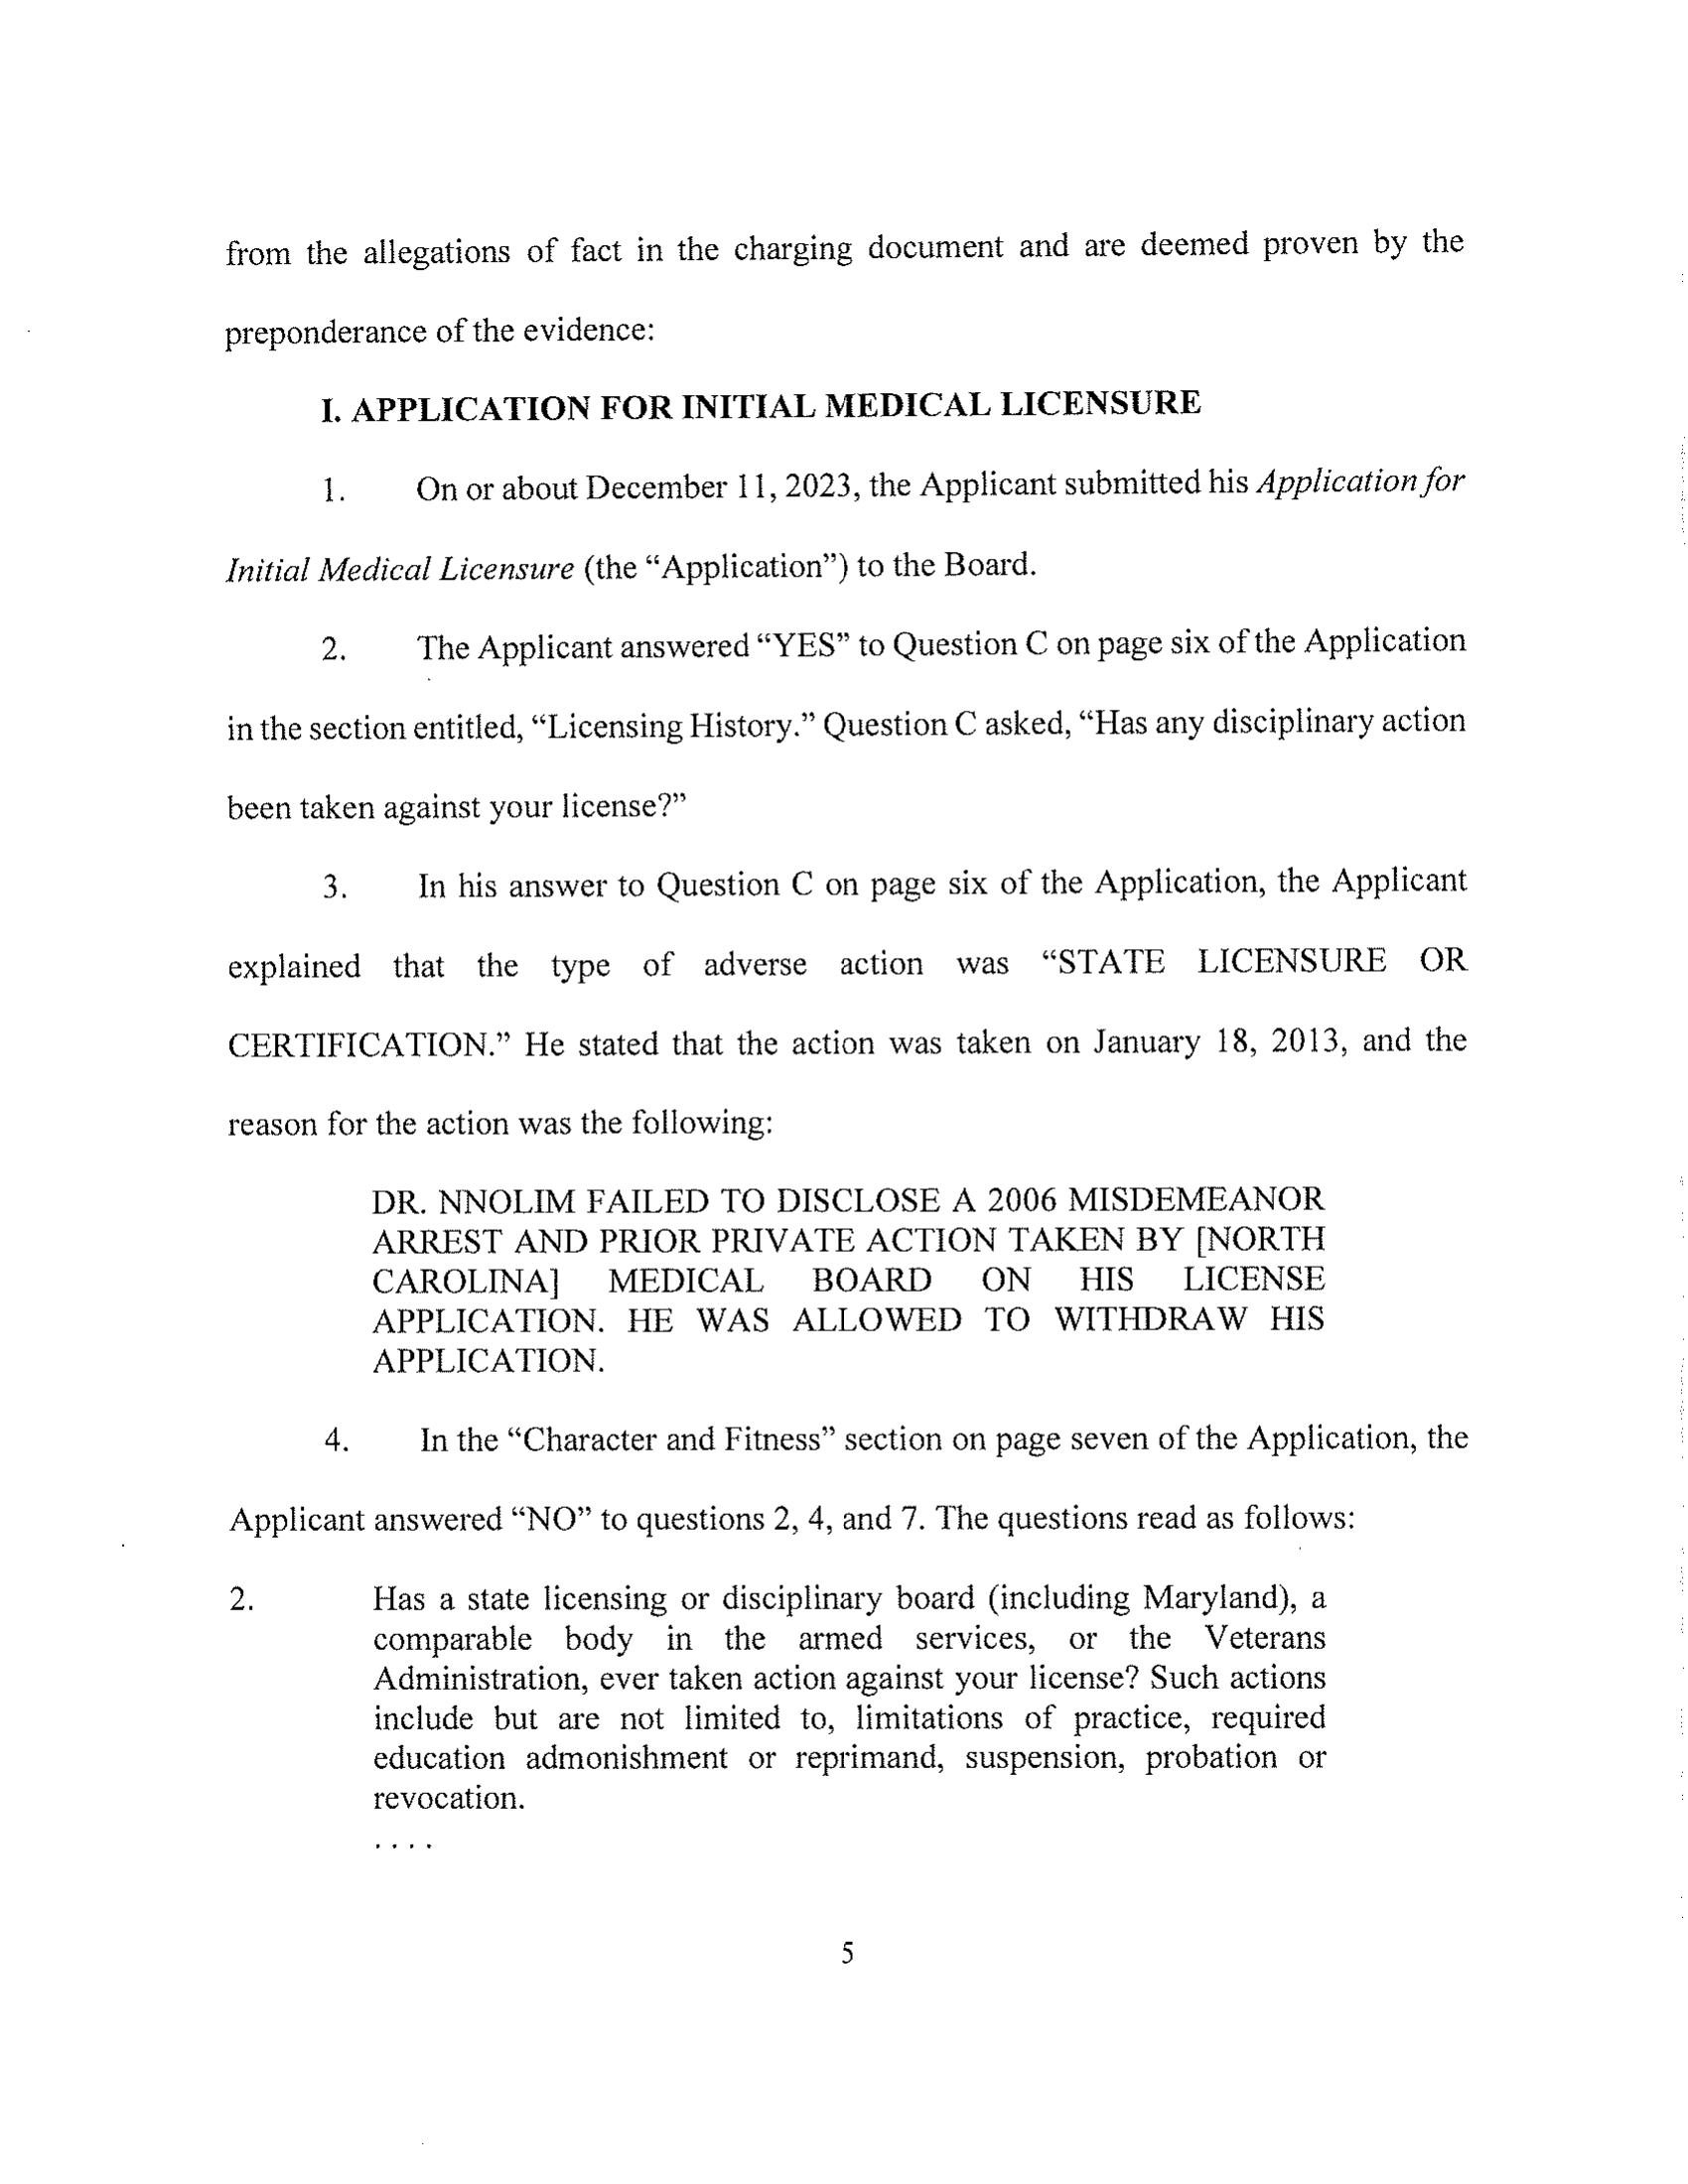 from the allegations of fact in the charging document and are deemed proven by the
preponderance of the evidence:
I. APPLICATION FOR INITIAL MEDICAL LICENSURE
1. On or about December 11, 2023, the Applicant submitted his Application for
Initial Medical Licensure (the “Application”) to the Board.
2. The Applicant answered “YES” to Question C on page six of the Application
in the section entitled, “Licensing History.” Question C asked, “Has any disciplinary action
been taken against your license?”
3. In his answer to Question C on page six of the Application, the Applicant
explained that the type of adverse action was “STATE LICENSURE OR
CERTIFICATION.” He stated that the action was taken on January 18, 2013, and the
reason for the action was the following:
DR. NNOLIM FAILED TO DISCLOSE A 2006 MISDEMEANOR
ARREST AND PRIOR PRIVATE ACTION TAKEN BY [NORTH
CAROLINA] MEDICAL BOARD ON HIS LICENSE
APPLICATION. HE WAS ALLOWED TO WITHDRAW HIS
APPLICATION.
4. In the “Character and Fitness” section on page seven of the Application, the
Applicant answered “NO” to questions 2, 4, and 7. The questions read as follows:
2. Has a state licensing or disciplinary board (including Maryland), a
comparable body in the armed services, or the Veterans
Administration, ever taken action against your license? Such actions
include but are not limited to, limitations of practice, required
education admonishment or reprimand, suspension, probation or
revocation.
. . . .
5